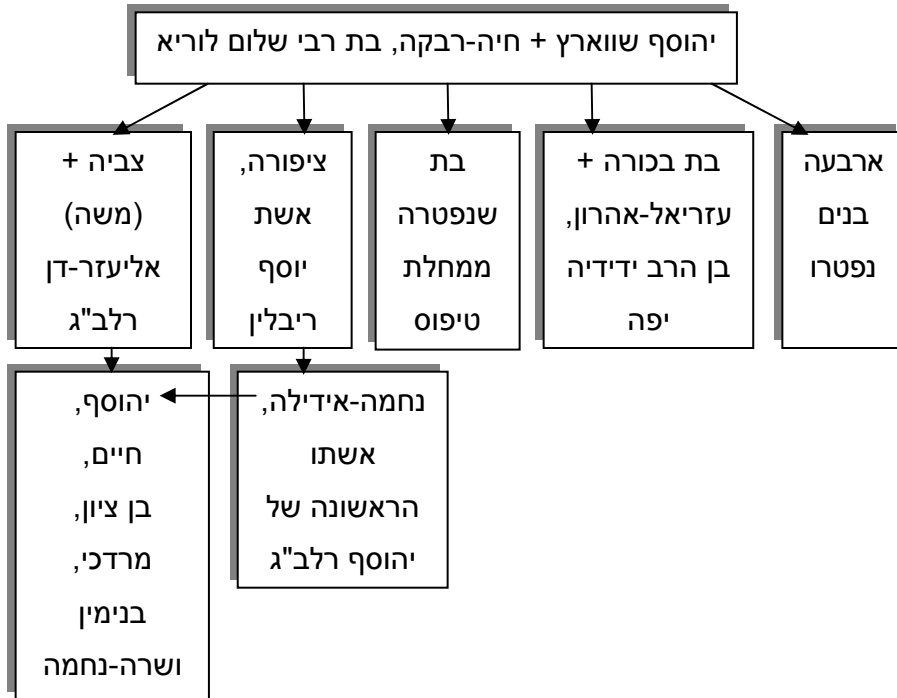 יהוסף שווארץ + חיה-רבקה, בת רבי שלום לוריא
ארבעה
בנים
נפטרו
בת בכורה +
עזריאל-אהרון,
בן הרב ידידיה
יפה
בת
שנפטרה
ממחלת
טיפוס
ציפורה,
אשת
יוסף
ריבלין
צביה +
(משה)
אליעזר-דן
רלב"ג
נחמה-אידילה,
אשתו
הראשונה של
יהוסף רלב"ג
יהוסף,
חיים,
בן ציון,
מרדכי,
בנימין
ושרה-נחמה